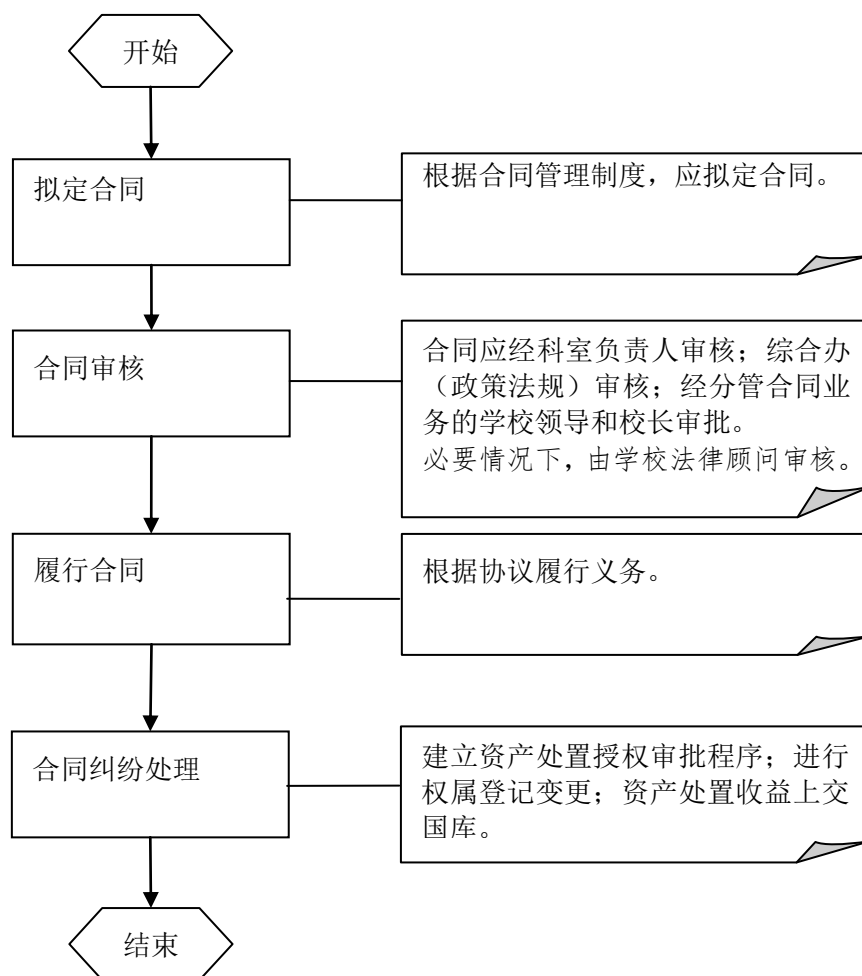 开始
拟定合同
根据合同管理制度，应拟定合同。
合同审核
合同应经科室负责人审核；综合办
（政策法规）审核；经分管合同业
务的学校领导和校长审批。
必要情况下，由学校法律顾问审核。
履行合同
根据协议履行义务。
合同纠纷处理
建立资产处置授权审批程序；进行
权属登记变更；资产处置收益上交
国库。
结束